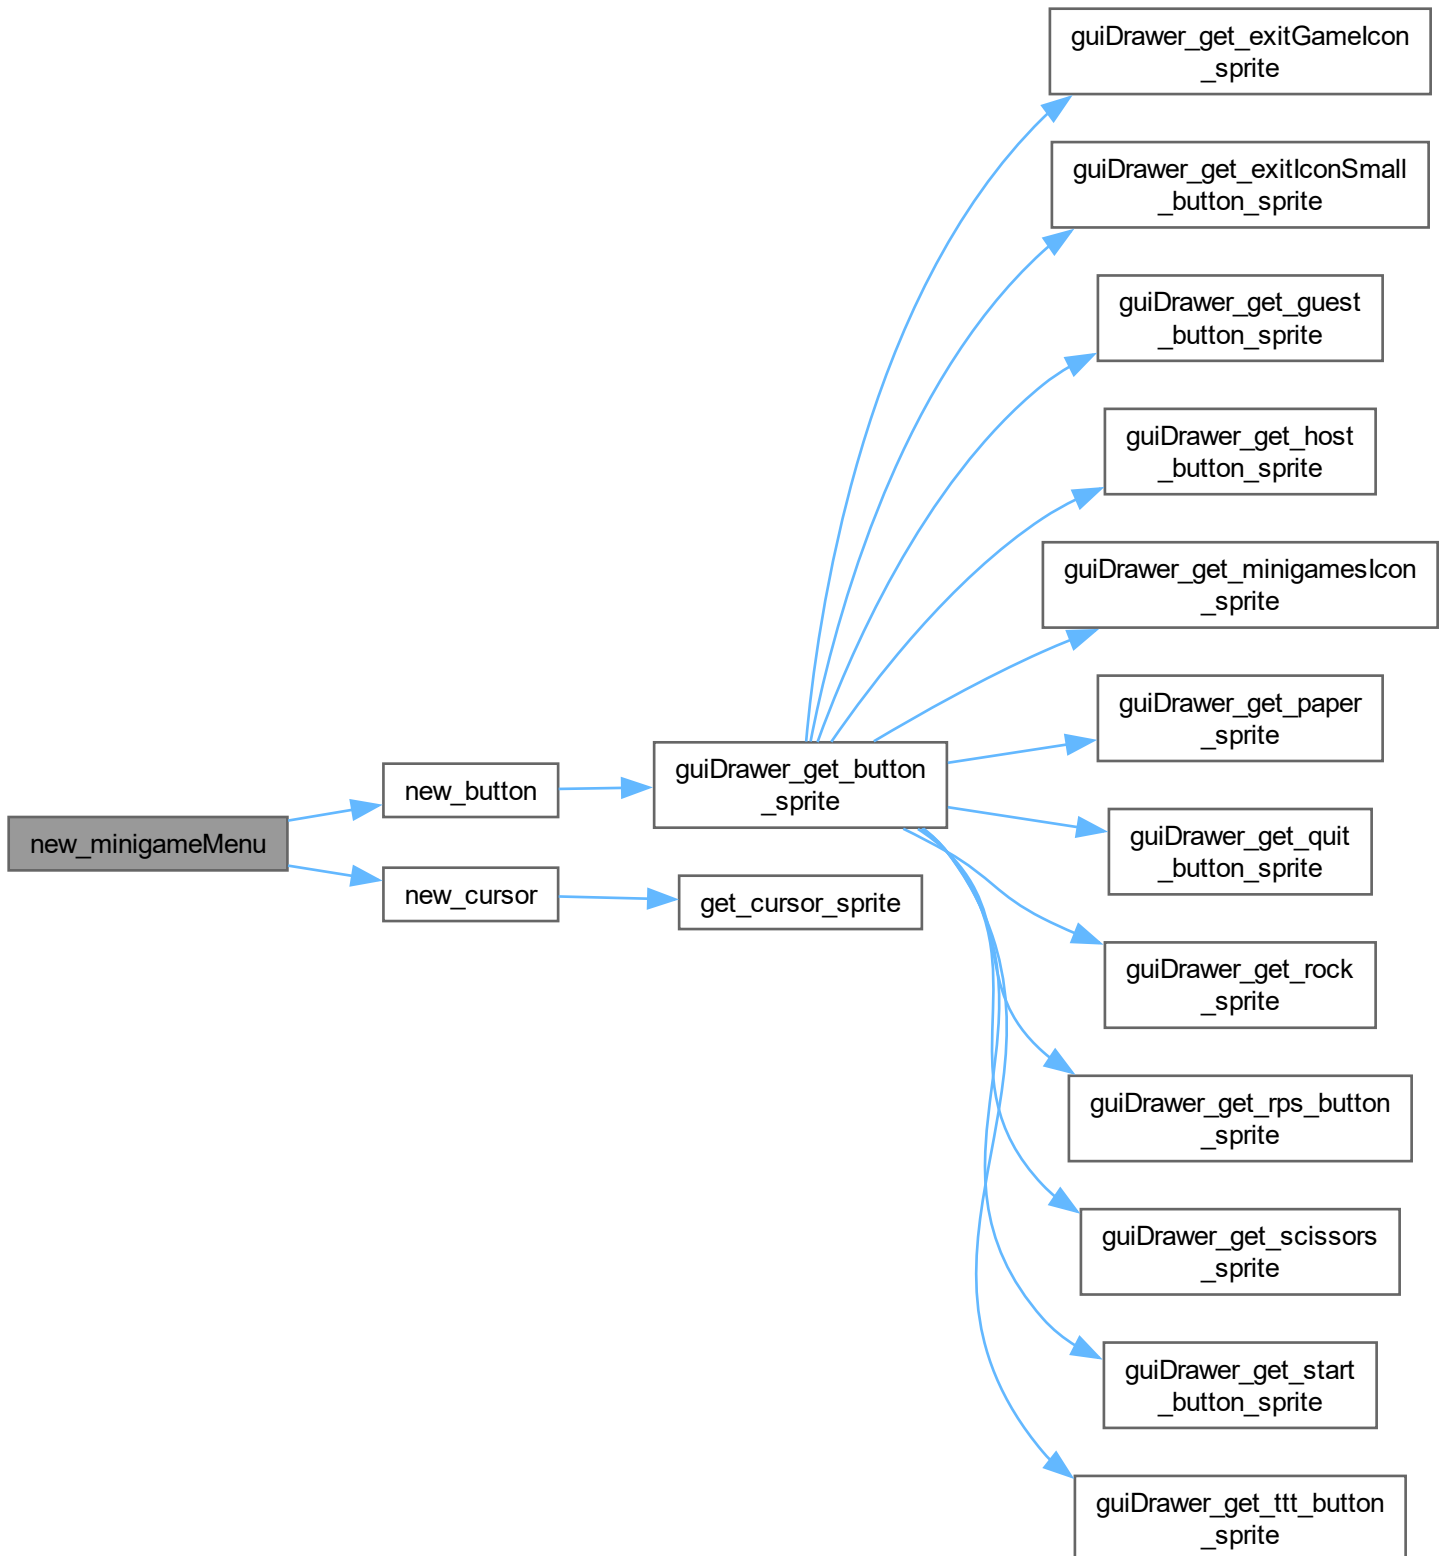 guiDrawer_get_exitGameIcon
_sprite
guiDrawer_get_exitIconSmall
_button_sprite
guiDrawer_get_guest
_button_sprite
guiDrawer_get_host
_button_sprite
guiDrawer_get_minigamesIcon
_sprite
guiDrawer_get_paper
_sprite
guiDrawer_get_button
_sprite
new_button
guiDrawer_get_quit
_button_sprite
new_minigameMenu
new_cursor
get_cursor_sprite
guiDrawer_get_rock
_sprite
guiDrawer_get_rps_button
_sprite
guiDrawer_get_scissors
_sprite
guiDrawer_get_start
_button_sprite
guiDrawer_get_ttt_button
_sprite